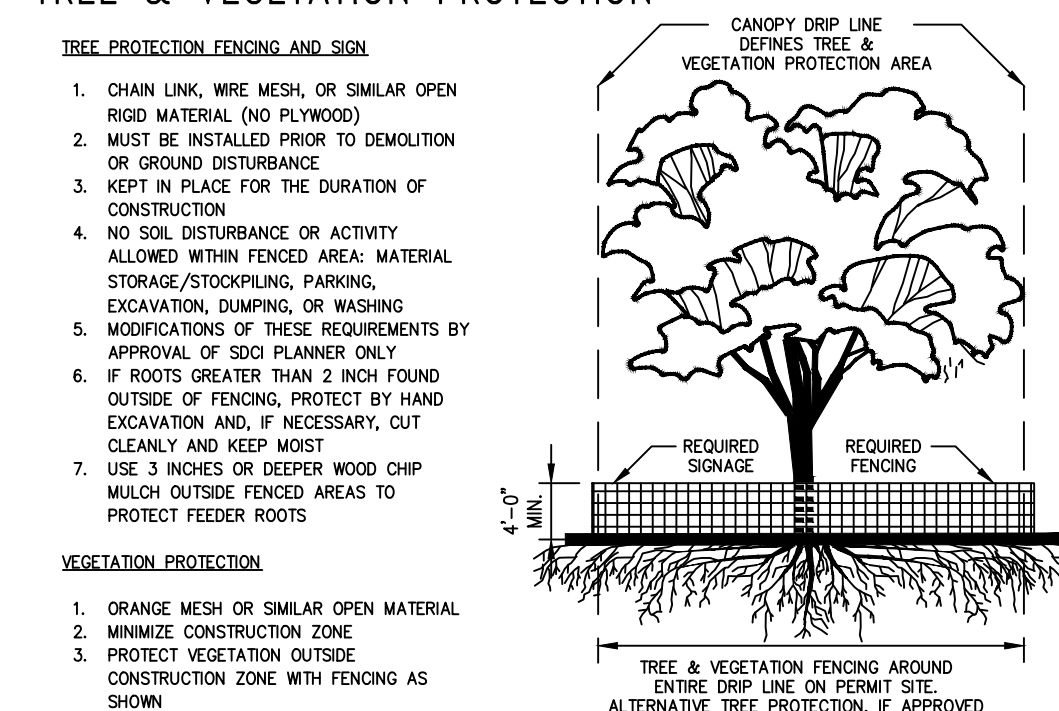 TREE & VEGETATION PROTECTION
TREE PROTECTION FENCING AND SIGN
1. CHAIN LINK, WIRE MESH, OR SIMILAR OPEN
RIGID MATERIAL (NO PLYWOOD)
2. MUST BE INSTALLED PRIOR TO DEMOLITION
OR GROUND DISTURBANCE
3. KEPT IN PLACE FOR THE DURATION OF
CONSTRUCTION
4. NO SOIL DISTURBANCE OR ACTIVITY
ALLOWED WITHIN FENCED AREA: MATERIAL
STORAGE/STOCKPILING, PARKING,
EXCAVATION, DUMPING, OR WASHING
5. MODIFICATIONS OF THESE REQUIREMENTS BY
APPROVAL OF SDCI PLANNER ONLY
6. IF ROOTS GREATER THAN 2 INCH FOUND
OUTSIDE OF FENCING, PROTECT BY HAND
EXCAVATION AND, IF NECESSARY, CUT
CLEANLY AND KEEP MOIST
7. USE 3 INCHES OR DEEPER WOOD CHIP
MULCH OUTSIDE FENCED AREAS TO
PROTECT FEEDER ROOTS
VEGETATION PROTECTION
1. ORANGE MESH OR SIMILAR OPEN MATERIAL
2. MINIMIZE CONSTRUCTION ZONE
3. PROTECT VEGETATION OUTSIDE
CONSTRUCTION ZONE WITH FENCING AS
SHOWN
CANOPY DRIP LINE
DEFINES TREE &
VEGETATION PROTECTION AREA
REQUIRED
SIGNAGE
REQUIRED
FENCING
4'-0"
MIN.
TREE & VEGETATION FENCING AROUND
ENTIRE DRIP LINE ON PERMIT SITE.
ALTERNATIVE TREE PROTECTION, IF APPROVED